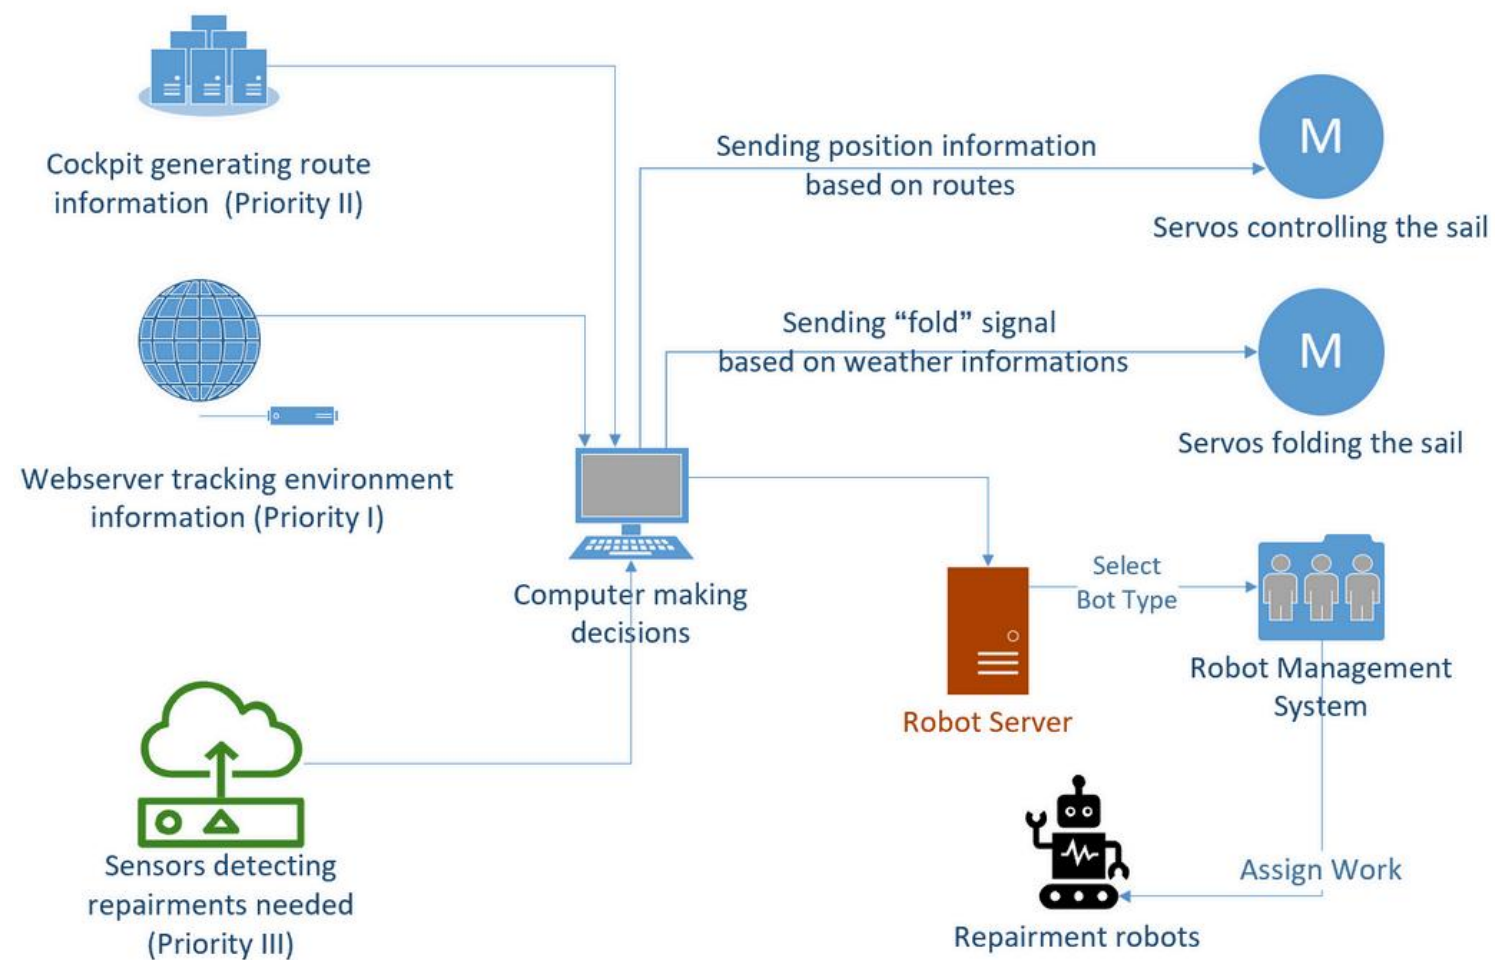 Cockpit generating route
information  (Priority II)
Sending position information
based on routes
M
Servos controlling the sail
Webserver tracking environment
information (Priority I)
Sending “fold” signal
based on weather informations
M
Servos folding the sail
Computer making
decisions
Select
Bot Type
Robot Server
Robot Management
System
Sensors detecting
repairments needed
(Priority III)
Assign Work
Repairment robots